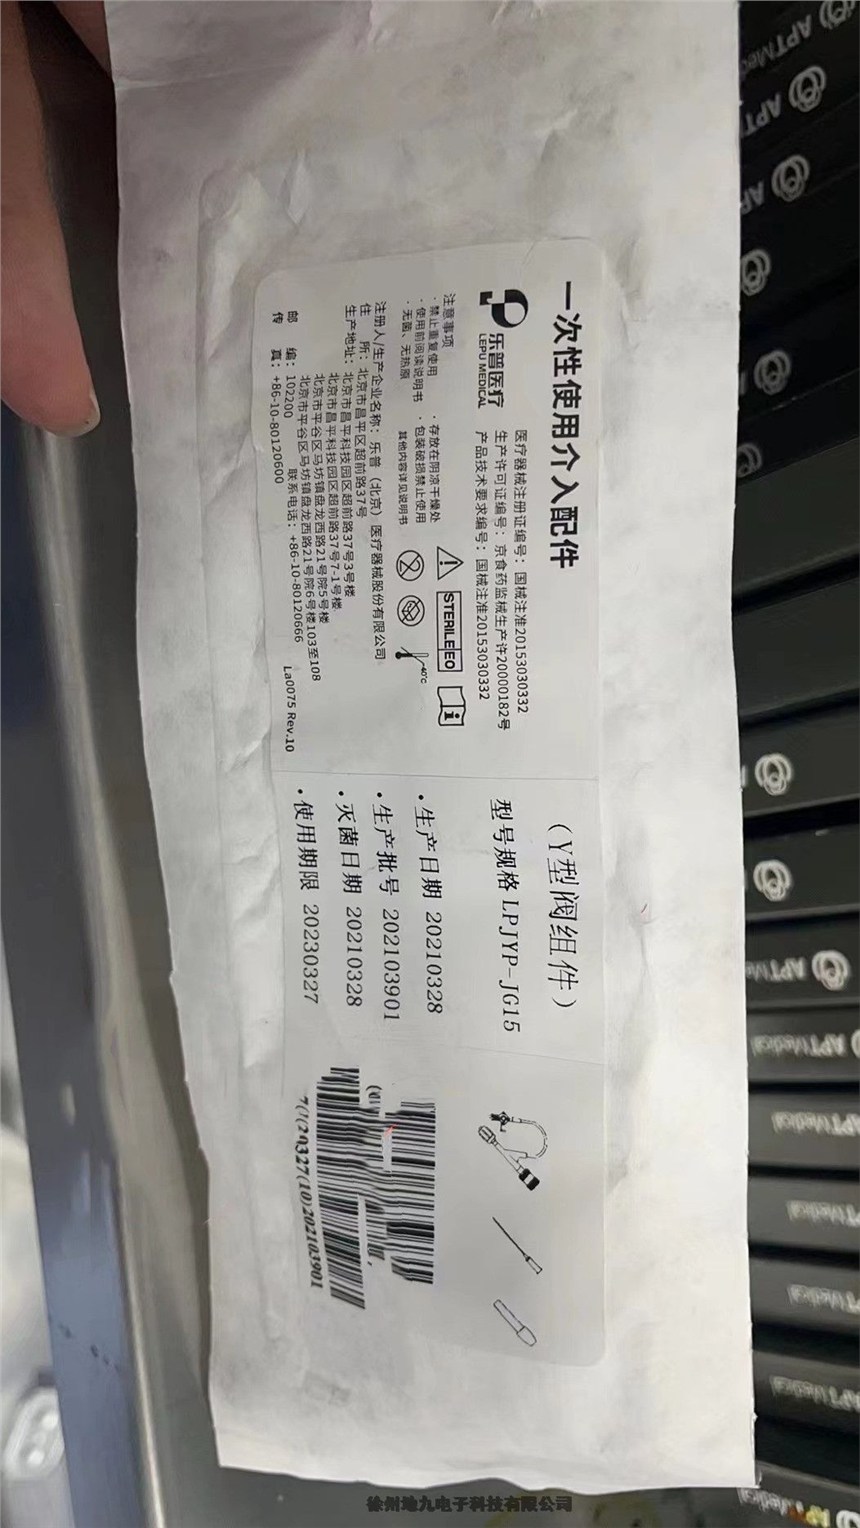 一次性使用介入配件
乐普医疗
LEPU MEDICAL
医疗器械注册证编号：国械注准20153030332
生产许可证编号：京食药监械生产许20000182号
产品技术要求编号：国械注准20153030332
注意事项
·禁止重复使用
·使用前阅读说明书
·无菌、无热原
·存放在阴凉干燥处
·包装破损禁止使用
其他内容详见说明书
STERILE EO
40°C
注册人/生产企业名称：乐普（北京）医疗器械股份有限公司
住 所：北京市昌平区超前路37号
生产地址：北京市昌平科技园区超前路37号3号楼
北京市昌平科技园区超前路37号7-1号楼
北京市平谷区马坊镇盘龙西路21号院5号楼
北京市平谷区马坊镇盘龙西路21号院6号楼103至108
邮 编：102200 联系电话：+86-10-80120666
传 真：+86-10-80120600
La0075 Rev.10
（Y型阀组件）
型号规格 LPJYP-JG15
·生产日期 20210328
·生产批号 202103901
·灭菌日期 20210328
·使用期限 20230327
(10)202103901
APT Medical
APT Medical
APT Medical
APT Medical
APT Medical
徐州地九电子科技有限公司